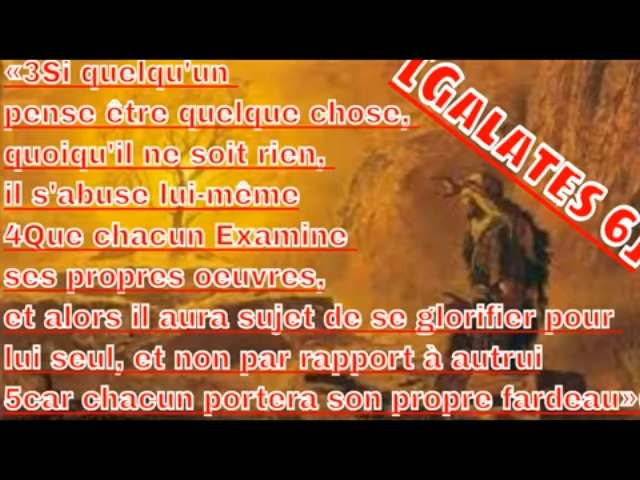 «3Si quelqu'un
pense être quelque chose,
quoiqu'il ne soit rien,
il s'abuse lui-même
4Que chacun Examine
ses propres oeuvres,
et alors il aura sujet de se glorifier pour
lui seul, et non par rapport à autrui
5car chacun portera son propre fardeau»(
[GALATES 6]